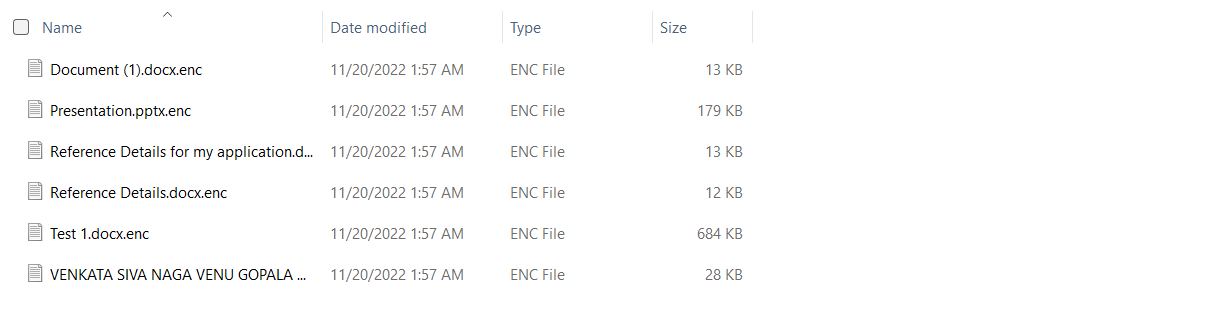 Name Date modified Type Size
Document (1).docx.enc 11/20/2022 1:57 AM ENC File 13 KB
Presentation.pptx.enc 11/20/2022 1:57 AM ENC File 179 KB
Reference Details for my application.d... 11/20/2022 1:57 AM ENC File 13 KB
Reference Details.docx.enc 11/20/2022 1:57 AM ENC File 12 KB
Test 1.docx.enc 11/20/2022 1:57 AM ENC File 684 KB
VENKATA SIVA NAGA VENU GOPALA ... 11/20/2022 1:57 AM ENC File 28 KB